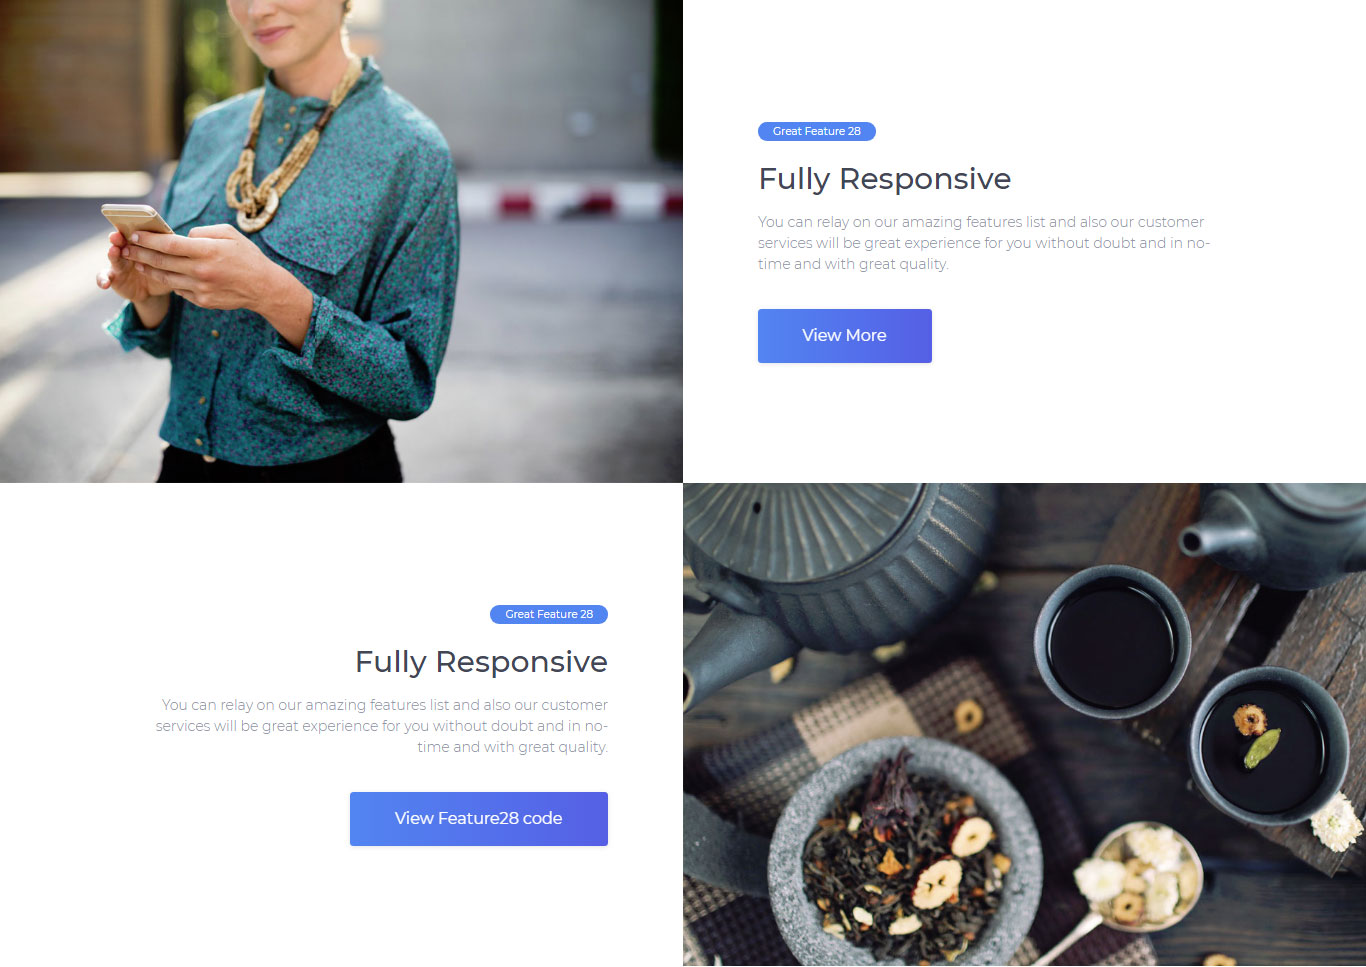 Great Feature 28
Fully Responsive
You can relay on our amazing features list and also our customer
services will be great experience for you without doubt and in no-
time and with great quality.
View More
Great Feature 28
Fully Responsive
You can relay on our amazing features list and also our customer
services will be great experience for you without doubt and in no-
time and with great quality.
View Feature28 code